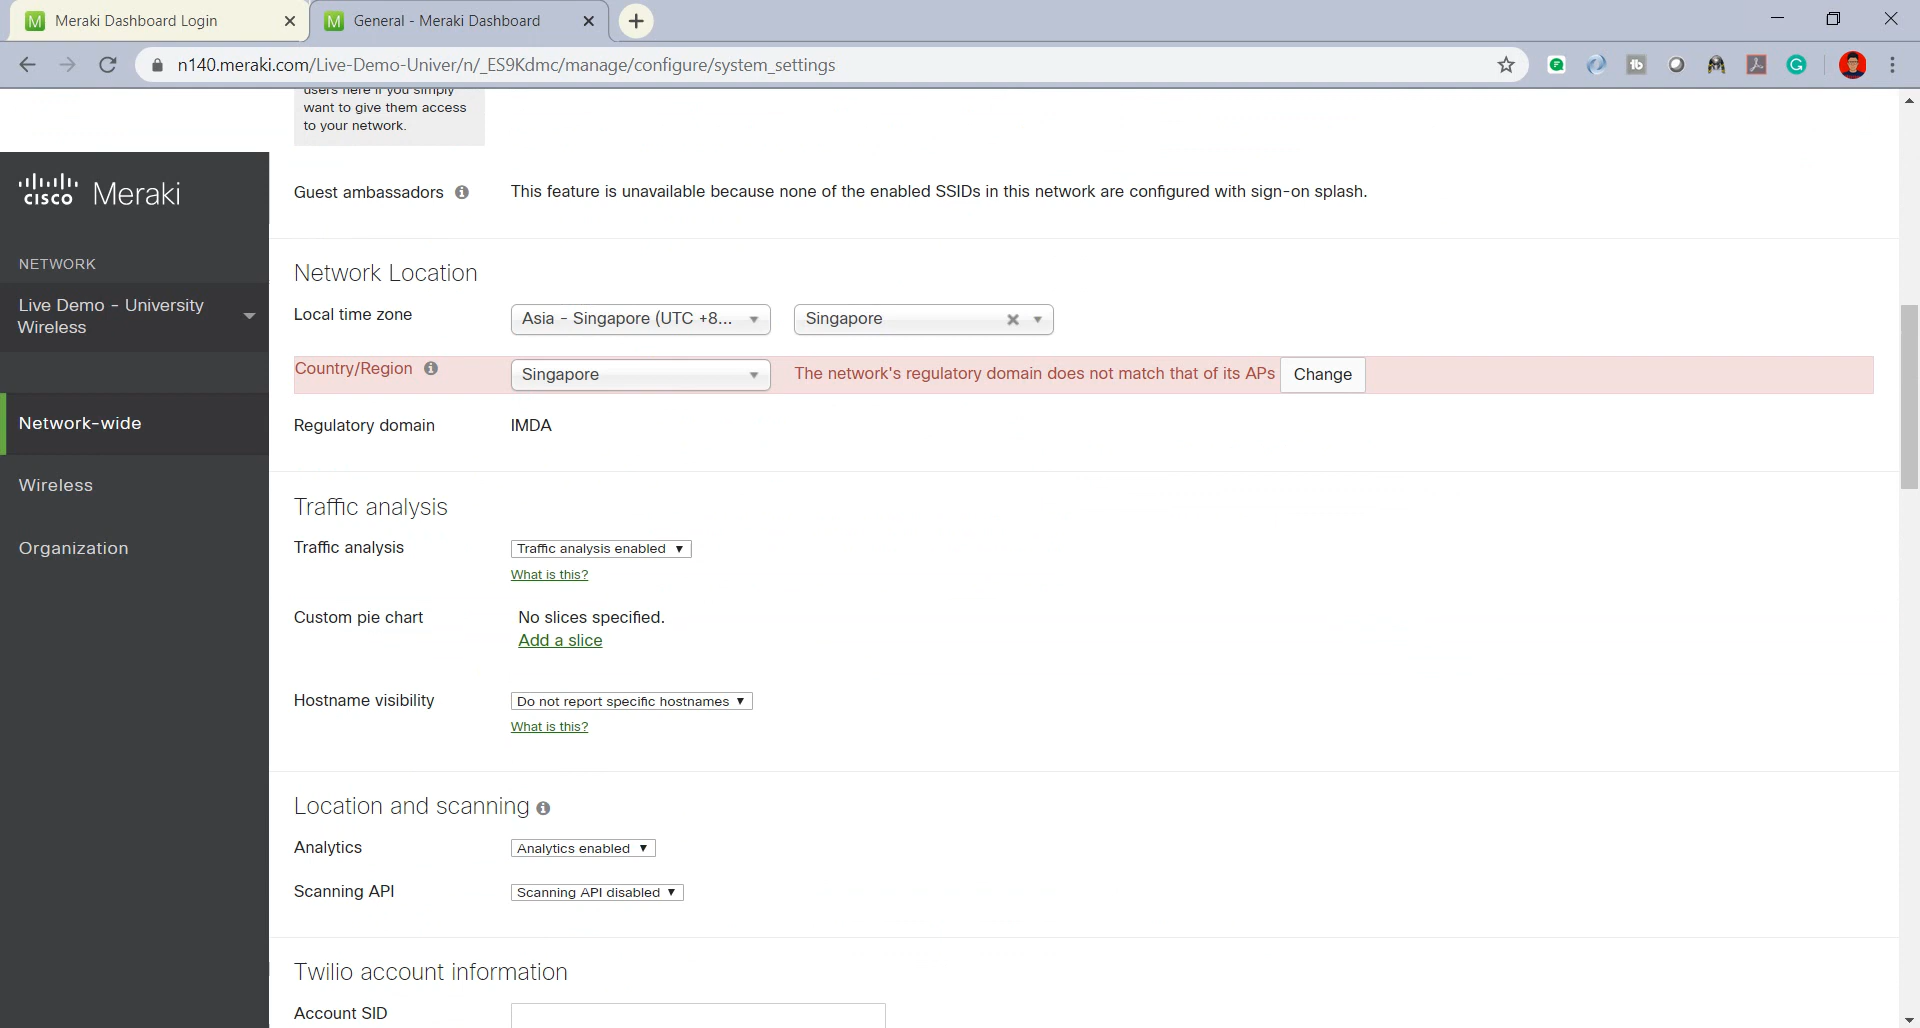 Meraki Dashboard Login
General - Meraki Dashboard
n140.meraki.com/Live-Demo-Univer/n/_ES9Kdmc/manage/configure/system_settings
users here if you simply
want to give them access
to your network.
cisco Meraki
NETWORK
Live Demo - University
Wireless
Network-wide
Wireless
Organization
Guest ambassadors This feature is unavailable because none of the enabled SSIDs in this network are configured with sign-on splash.
Network Location
Local time zone Asia - Singapore (UTC +8... Singapore
Country/Region Singapore The network's regulatory domain does not match that of its APs Change
Regulatory domain IMDA
Traffic analysis
Traffic analysis Traffic analysis enabled
What is this?
Custom pie chart No slices specified.
Add a slice
Hostname visibility Do not report specific hostnames
What is this?
Location and scanning
Analytics Analytics enabled
Scanning API Scanning API disabled
Twilio account information
Account SID